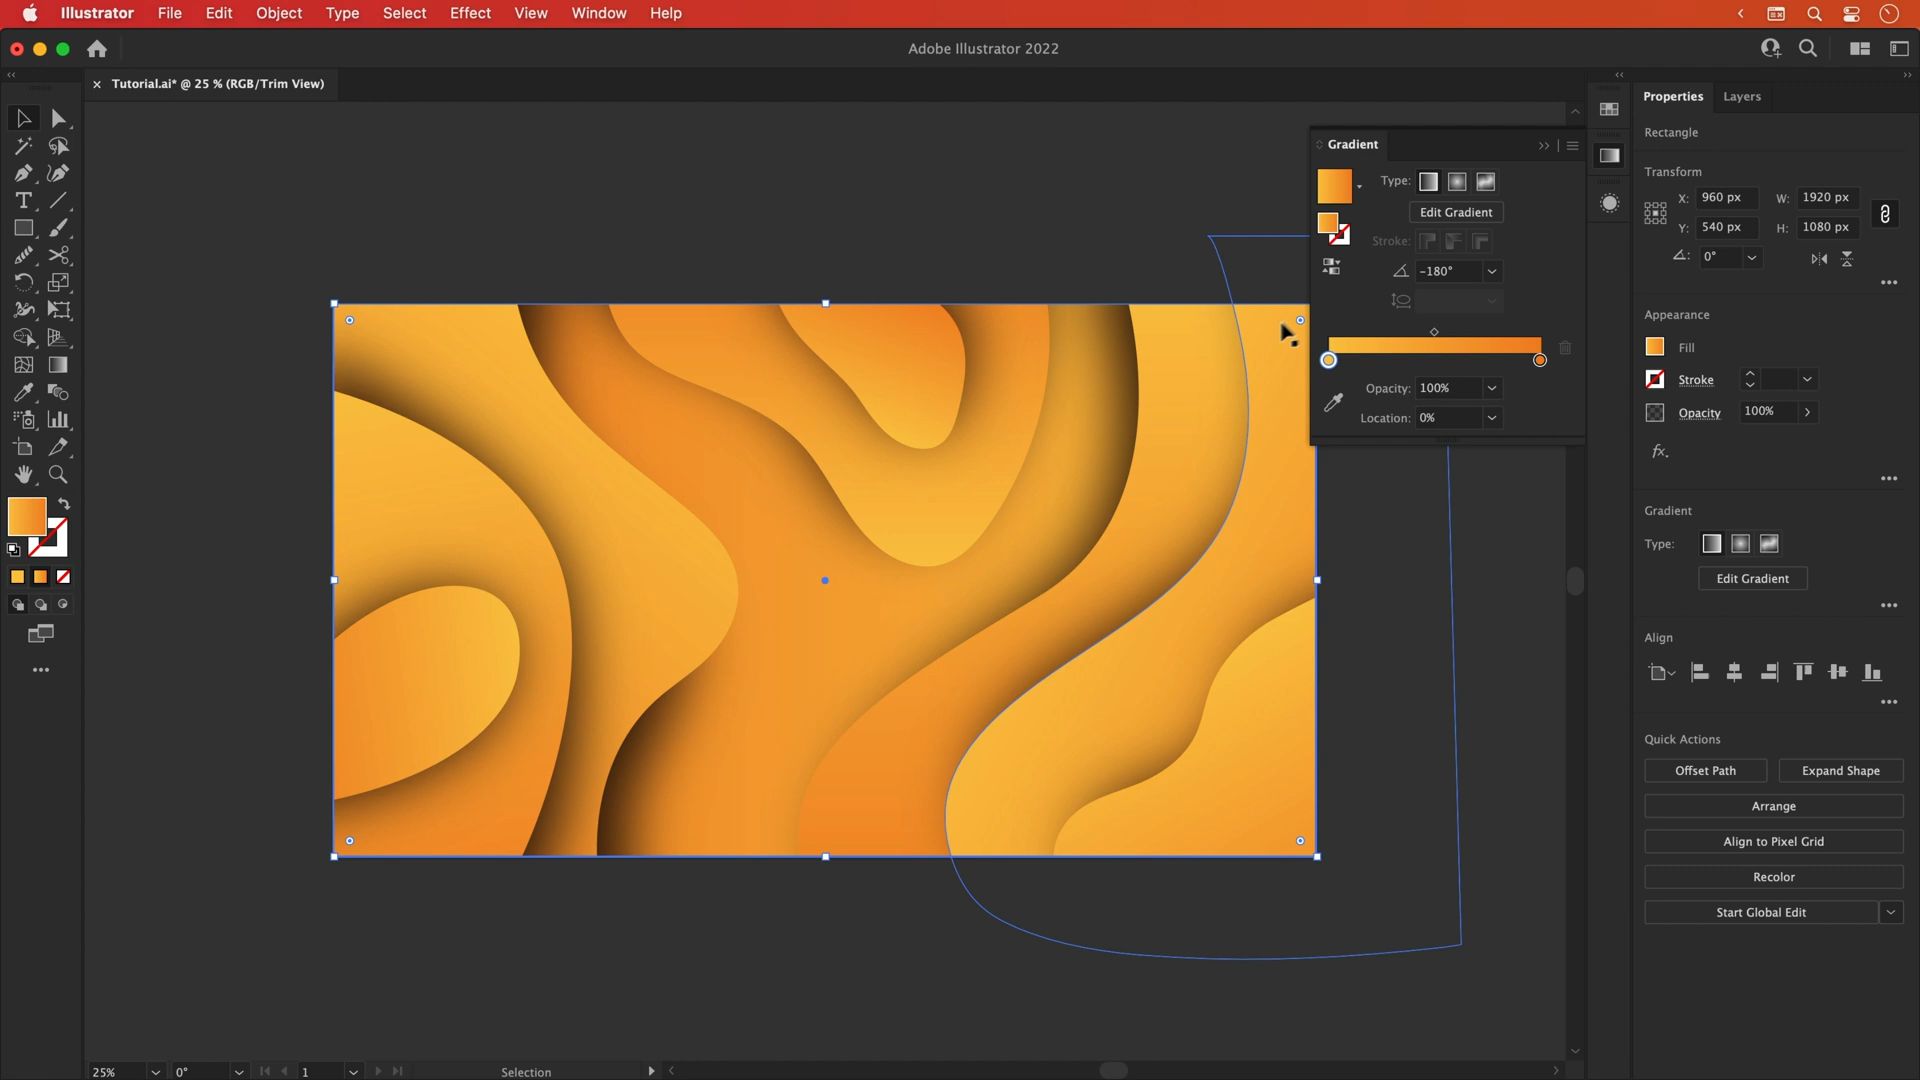 Illustrator File Edit Object Type Select Effect View Window Help
Adobe Illustrator 2022
Tutorial.ai* @ 25 % (RGB/Trim View)
Properties Layers
Rectangle
Transform
X: 960 px W: 1920 px
Y: 540 px H: 1080 px
0°
Appearance
Fill
Stroke
Opacity 100%
fx.
Gradient
Type:
Edit Gradient
Align
Quick Actions
Offset Path Expand Shape
Arrange
Align to Pixel Grid
Recolor
Start Global Edit
Gradient
Type:
Edit Gradient
Stroke:
-180°
Opacity: 100%
Location: 0%
25% 0° 1 Selection